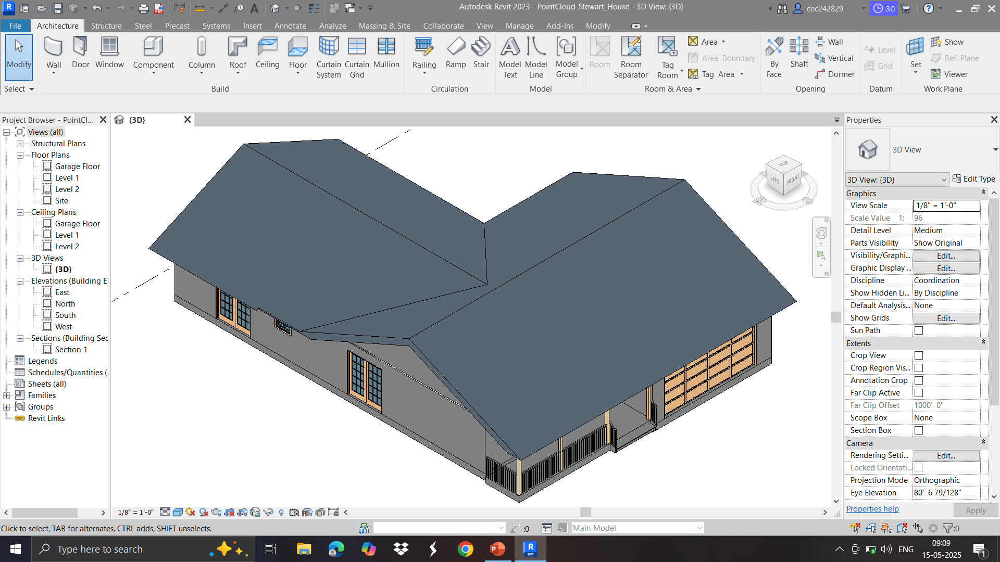 Autodesk Revit 2023 - PointCloud-Stewart_House - 3D View: {3D}
cec242829
30
File Architecture Structure Steel Precast Systems Insert Annotate Analyze Massing & Site Collaborate View Manage Add-Ins Modify
Modify
Wall
Door
Window
Component
Column
Roof
Ceiling
Floor
Curtain System
Curtain Grid
Mullion
Railing
Ramp
Stair
Model Text
Model Line
Model Group
Room
Room Separator
Tag Room
Area
Area Boundary
Tag Area
By Face
Shaft
Wall
Vertical
Dormer
Level
Grid
Set
Show
Ref Plane
Viewer
Select
Build
Circulation
Model
Room & Area
Opening
Datum
Work Plane
Project Browser - PointCl...
Views (all)
Structural Plans
Floor Plans
Garage Floor
Level 1
Level 2
Site
Ceiling Plans
Garage Floor
Level 1
Level 2
3D Views
{3D}
Elevations (Building El
East
North
South
West
Sections (Building Sec
Section 1
Legends
Schedules/Quantities (a
Sheets (all)
Families
Groups
Revit Links
{3D}
TOP
LEFT
FRONT
W
S
Properties
3D View
3D View: {3D}
Edit Type
Graphics
View Scale 1/8" = 1'-0"
Scale Value 1: 96
Detail Level Medium
Parts Visibility Show Original
Visibility/Graphi... Edit...
Graphic Display ... Edit...
Discipline Coordination
Show Hidden Li... By Discipline
Default Analysis... None
Show Grids Edit...
Sun Path
Extents
Crop View
Crop Region Vis...
Annotation Crop
Far Clip Active
Far Clip Offset 1000' 0"
Scope Box None
Section Box
Camera
Rendering Setti... Edit...
Locked Orientati...
Projection Mode Orthographic
Eye Elevation 80' 6 79/128"
Properties help
Apply
1/8" = 1'-0"
Click to select, TAB for alternates, CTRL adds, SHIFT unselects.
:0
Main Model
:0
Type here to search
R
RVT
ENG
09:09
15-05-2025
1